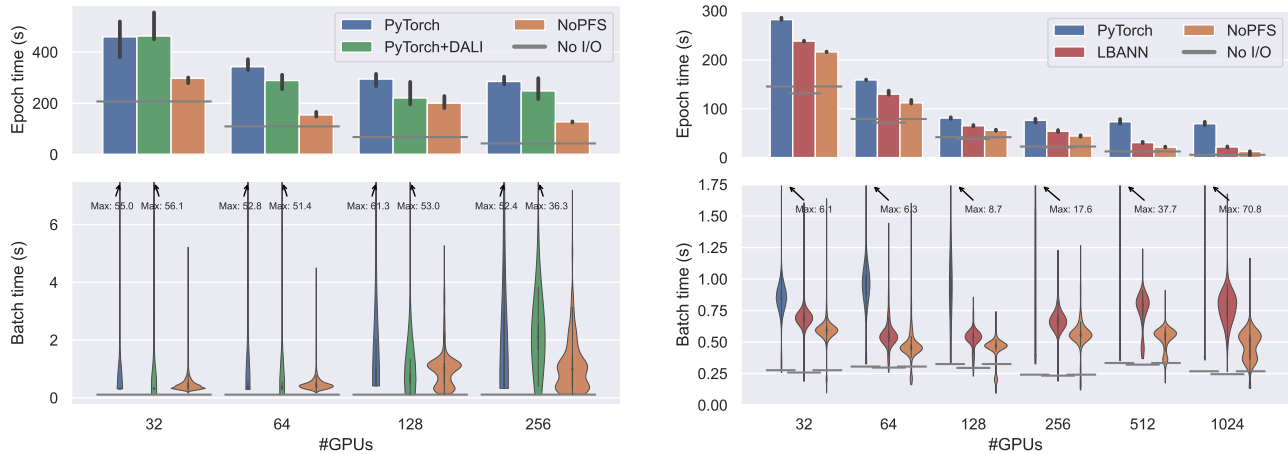 Epoch time (s)
400
200
0
PyTorch
PyTorch+DALI
NoPFS
No I/O
Batch time (s)
6
4
2
0
Max: 55.0
Max: 56.1
Max: 52.8
Max: 51.4
Max: 61.3
Max: 53.0
Max: 52.4
Max: 36.3
32
64
128
256
#GPUs
Epoch time (s)
300
200
100
0
PyTorch
LBANN
NoPFS
No I/O
Batch time (s)
1.75
1.50
1.25
1.00
0.75
0.50
0.25
0.00
Max: 6.1
Max: 6.3
Max: 8.7
Max: 17.6
Max: 37.7
Max: 70.8
32
64
128
256
512
1024
#GPUs